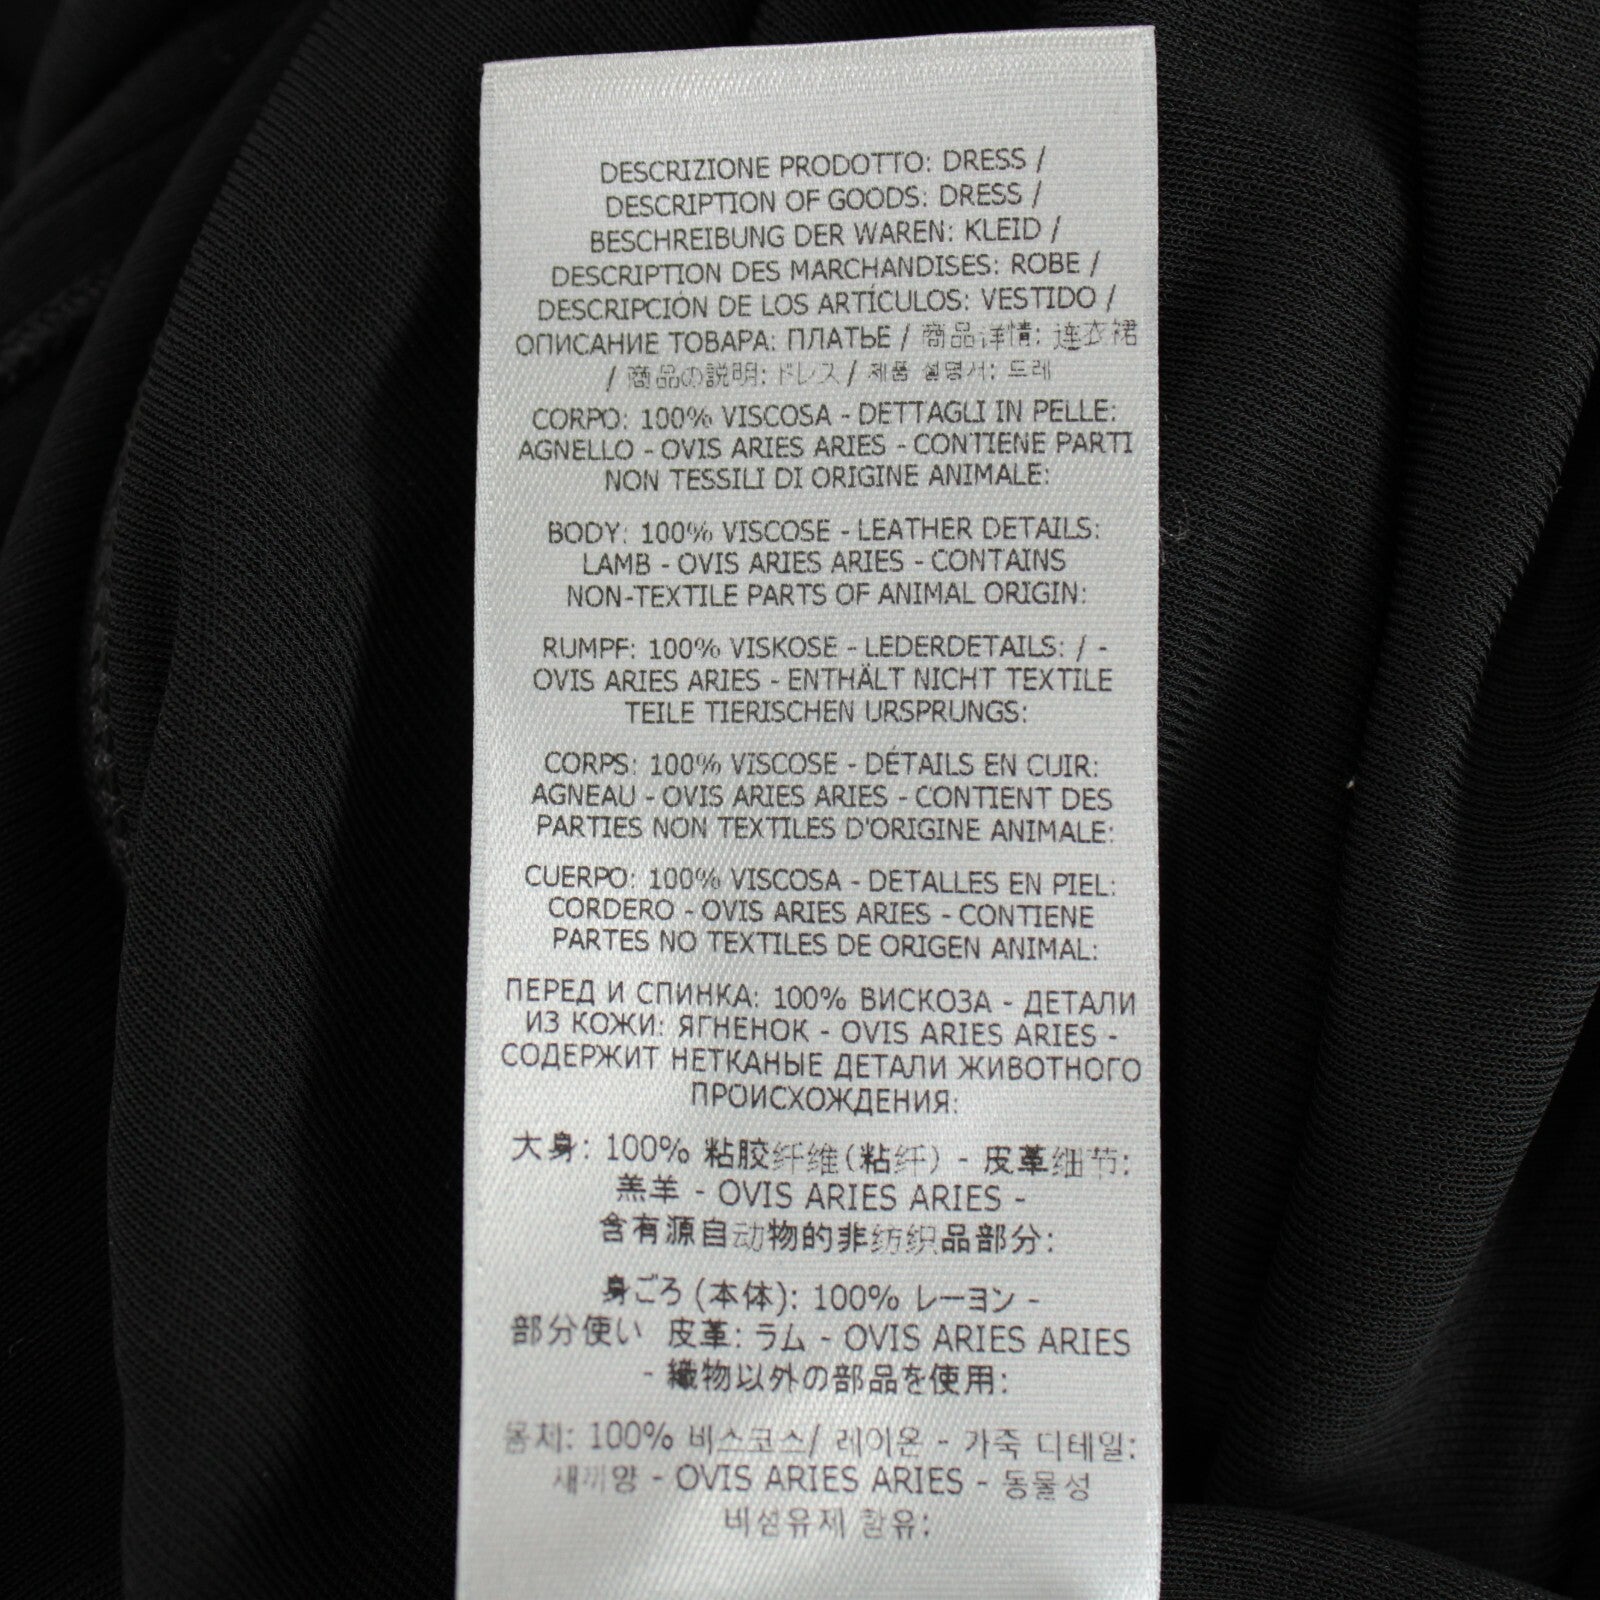 DESCRIZIONE PRODOTTO: DRESS /
DESCRIPTION OF GOODS: DRESS /
BESCHREIBUNG DER WAREN: KLEID /
DESCRIPTION DES MARCHANDISES: ROBE /
DESCRIPCIÓN DE LOS ARTÍCULOS: VESTIDO /
ОПИСАНИЕ ТОВАРА: ПЛАТЬЕ / 商品详情: 连衣裙
/ 商品の説明: ドレス / 제품 설명서: 드레
CORPO: 100% VISCOSA - DETTAGLI IN PELLE:
AGNELLO - OVIS ARIES ARIES - CONTIENE PARTI
NON TESSILI DI ORIGINE ANIMALE:
BODY: 100% VISCOSE - LEATHER DETAILS:
LAMB - OVIS ARIES ARIES - CONTAINS
NON-TEXTILE PARTS OF ANIMAL ORIGIN:
RUMPF: 100% VISKOSE - LEDERDETAILS: / -
OVIS ARIES ARIES - ENTHÄLT NICHT TEXTILE
TEILE TIERISCHEN URSPRUNGS:
CORPS: 100% VISCOSE - DÉTAILS EN CUIR:
AGNEAU - OVIS ARIES ARIES - CONTIENT DES
PARTIES NON TEXTILES D'ORIGINE ANIMALE:
CUERPO: 100% VISCOSA - DETALLES EN PIEL:
CORDERO - OVIS ARIES ARIES - CONTIENE
PARTES NO TEXTILES DE ORIGEN ANIMAL:
ПЕРЕД И СПИНКА: 100% ВИСКОЗА - ДЕТАЛИ
ИЗ КОЖИ: ЯГНЕНОК - OVIS ARIES ARIES -
СОДЕРЖИТ НЕТКАНЫЕ ДЕТАЛИ ЖИВОТНОГО
ПРОИСХОЖДЕНИЯ:
大身: 100% 粘胶纤维(粘纤) - 皮革细节:
羔羊 - OVIS ARIES ARIES -
含有源自动物的非纺织品部分:
身ごろ (本体): 100% レーヨン -
部分使い 皮革: ラム - OVIS ARIES ARIES
- 織物以外の部品を使用:
몸체: 100% 비스코스/ 레이온 - 가죽 디테일:
새끼양 - OVIS ARIES ARIES - 동물성
비섬유제 함유: